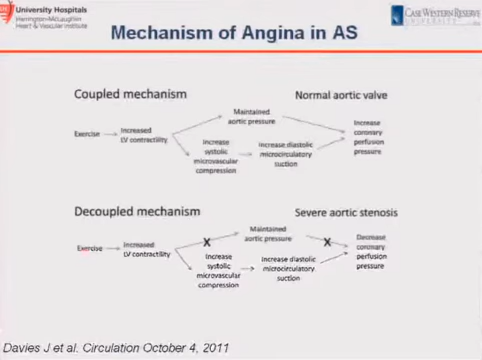 University Hospitals
Harrington-McLaughlin
Heart & Vascular Institute
CASE WESTERN RESERVE
UNIVERSITY
Mechanism of Angina in AS
Coupled mechanism
Normal aortic valve
Exercise
Increased
LV contractility
Maintained
aortic pressure
Increase
systolic
microvascular
compression
Increase diastolic
microcirculatory
suction
Increase
coronary
perfusion
pressure
Decoupled mechanism
Severe aortic stenosis
Exercise
Increased
LV contractility
X
Maintained
aortic pressure
X
Increase
systolic
microvascular
compression
Increase diastolic
microcirculatory
suction
Decrease
coronary
perfusion
pressure
Davies J et al. Circulation October 4, 2011